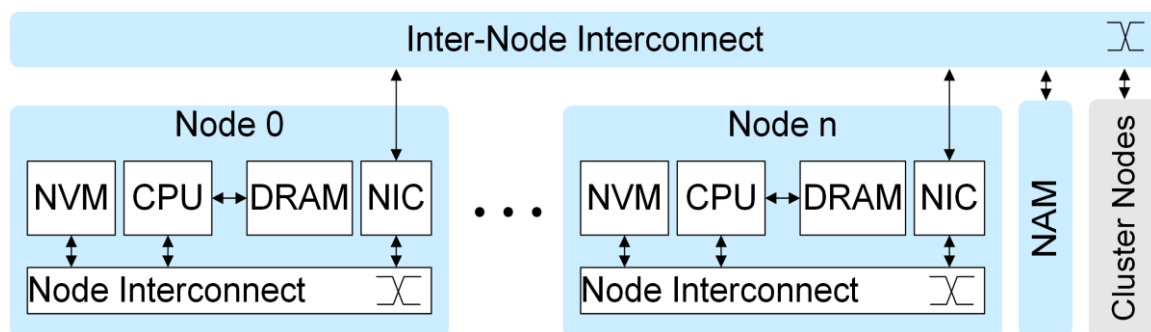 Inter-Node Interconnect
Node 0
NVM
CPU
DRAM
NIC
Node Interconnect
• • •
Node n
NVM
CPU
DRAM
NIC
Node Interconnect
NAM
Cluster Nodes